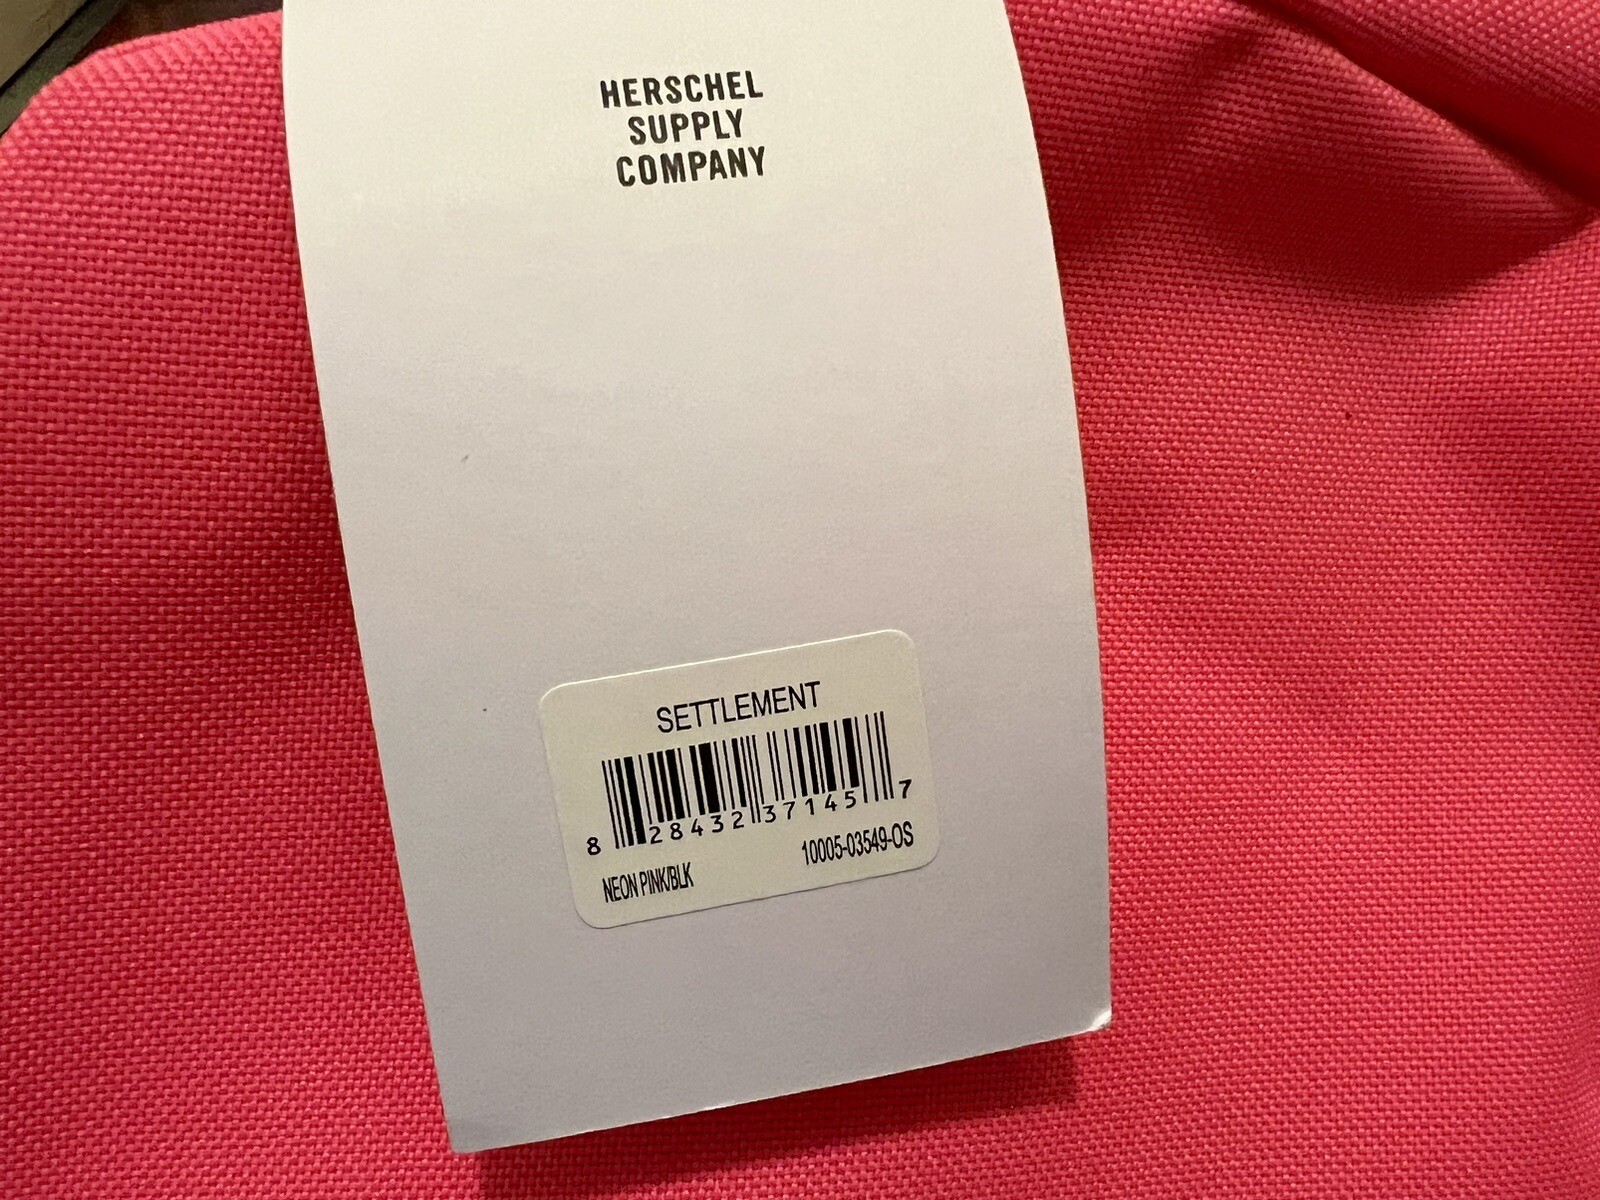 HERSCHEL
SUPPLY
COMPANY
SETTLEMENT
8 28432 37145 7
NEON PINK/BLK 10005-03549-OS